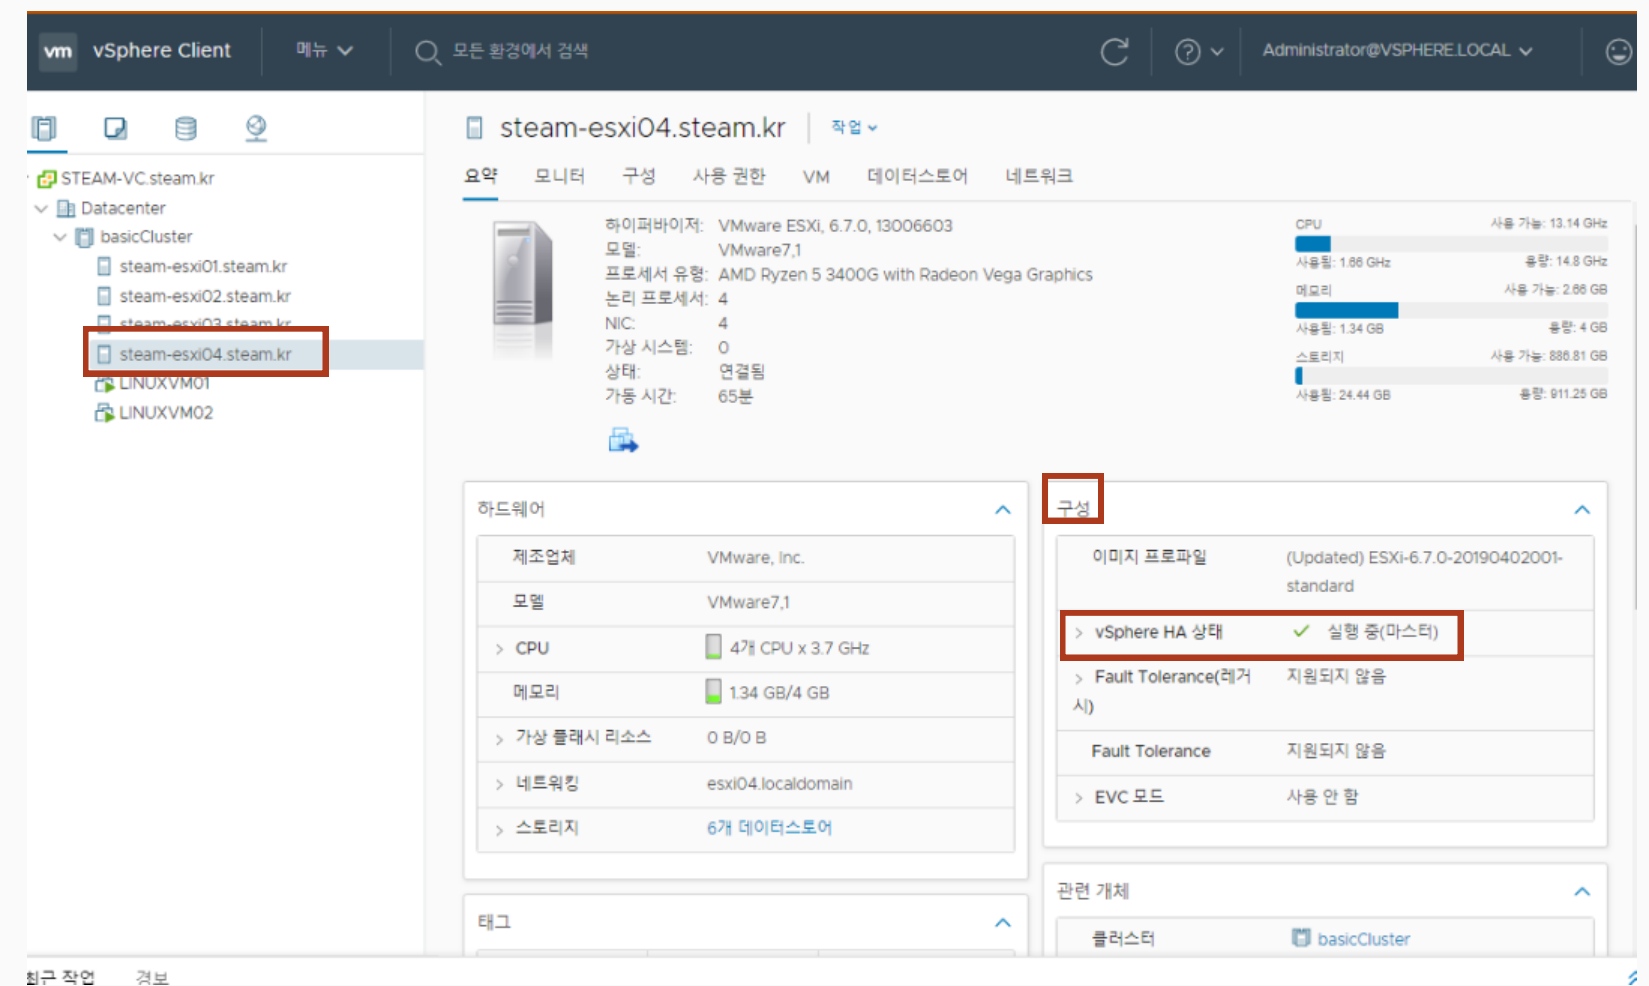 vm vSphere Client 메뉴 모든 환경에서 검색 Administrator@VSPHERE.LOCAL
STEAM-VC.steam.kr
Datacenter
basicCluster
steam-esxi01.steam.kr
steam-esxi02.steam.kr
steam-esxi03.steam.kr
steam-esxi04.steam.kr
LINUXVM01
LINUXVM02
steam-esxi04.steam.kr 작업
요약 모니터 구성 사용 권한 VM 데이터스토어 네트워크
하이퍼바이저: VMware ESXi, 6.7.0, 13006603
모델: VMware7,1
프로세서 유형: AMD Ryzen 5 3400G with Radeon Vega Graphics
논리 프로세서: 4
NIC: 4
가상 시스템: 0
상태: 연결됨
가동 시간: 65분
CPU 사용 가능: 13.14 GHz
사용됨: 1.66 GHz 용량: 14.8 GHz
메모리 사용 가능: 2.66 GB
사용됨: 1.34 GB 용량: 4 GB
스토리지 사용 가능: 886.81 GB
사용됨: 24.44 GB 용량: 911.25 GB
하드웨어
제조업체 VMware, Inc.
모델 VMware7,1
CPU 4개 CPU x 3.7 GHz
메모리 1.34 GB/4 GB
가상 플래시 리소스 0 B/0 B
네트워킹 esxi04.localdomain
스토리지 6개 데이터스토어
태그
구성
이미지 프로파일 (Updated) ESXi-6.7.0-20190402001-
standard
vSphere HA 상태 실행 중(마스터)
Fault Tolerance(레거 지원되지 않음
시)
Fault Tolerance 지원되지 않음
EVC 모드 사용 안 함
관련 개체
클러스터 basicCluster
최근 작업 경보